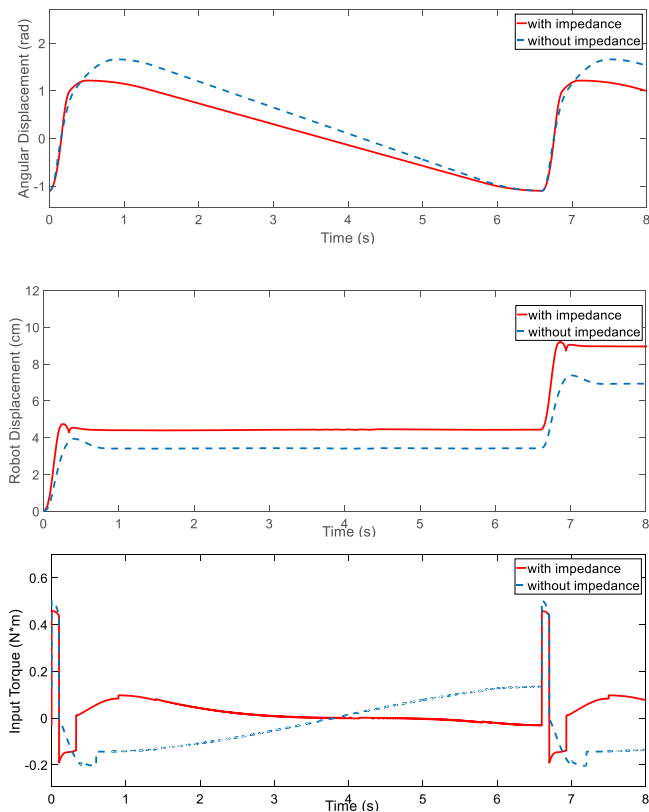 with impedance
without impedance
2
1
0
-1
0 1 2 3 4 5 6 7 8
Angular Displacement (rad)
Time (s)
with impedance
without impedance
12
10
8
6
4
2
0
0 1 2 3 4 5 6 7 8
Robot Displacement (cm)
Time (s)
with impedance
without impedance
0.6
0.4
0.2
0
-0.2
0 1 2 3 4 5 6 7 8
Input Torque (N*m)
Time (s)